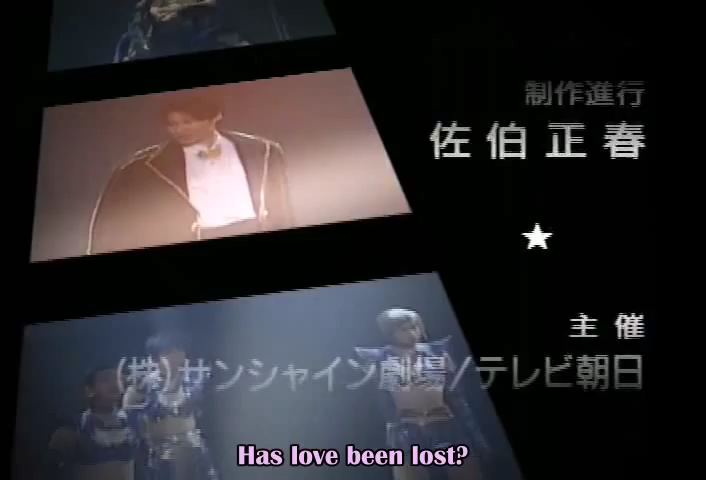 制作進行
佐伯正春
★
主催
(株)サンシャイン劇場/テレビ朝日
Has love been lost?